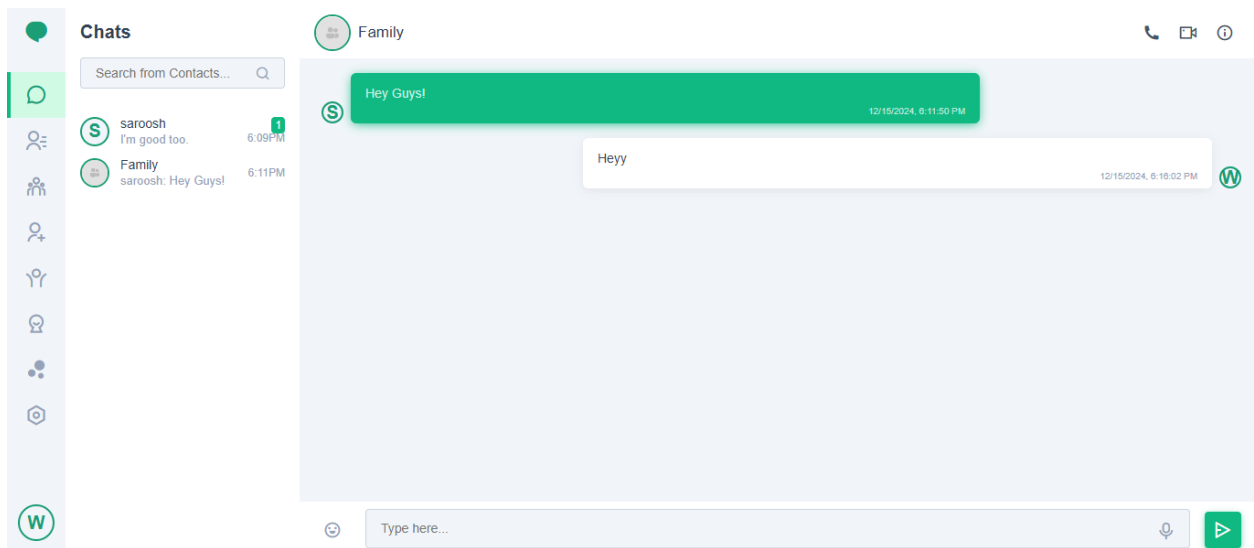 Chats
Search from Contacts...
S
saroosh
1
I'm good too.
6:09PM
Family
saroosh: Hey Guys!
6:11PM
W
Family
S
Hey Guys!
12/15/2024, 6:11:50 PM
Heyy
12/15/2024, 6:16:02 PM
W
Type here...